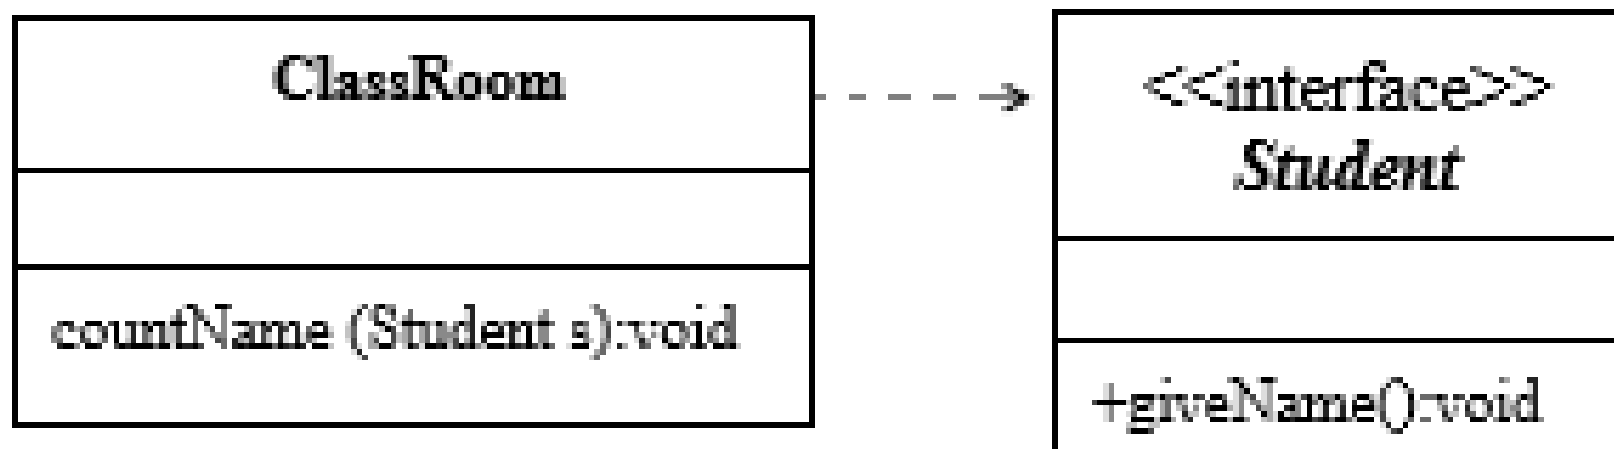 ClassRoom
countName (Student s):void
<<interface>>
Student
+giveName():void